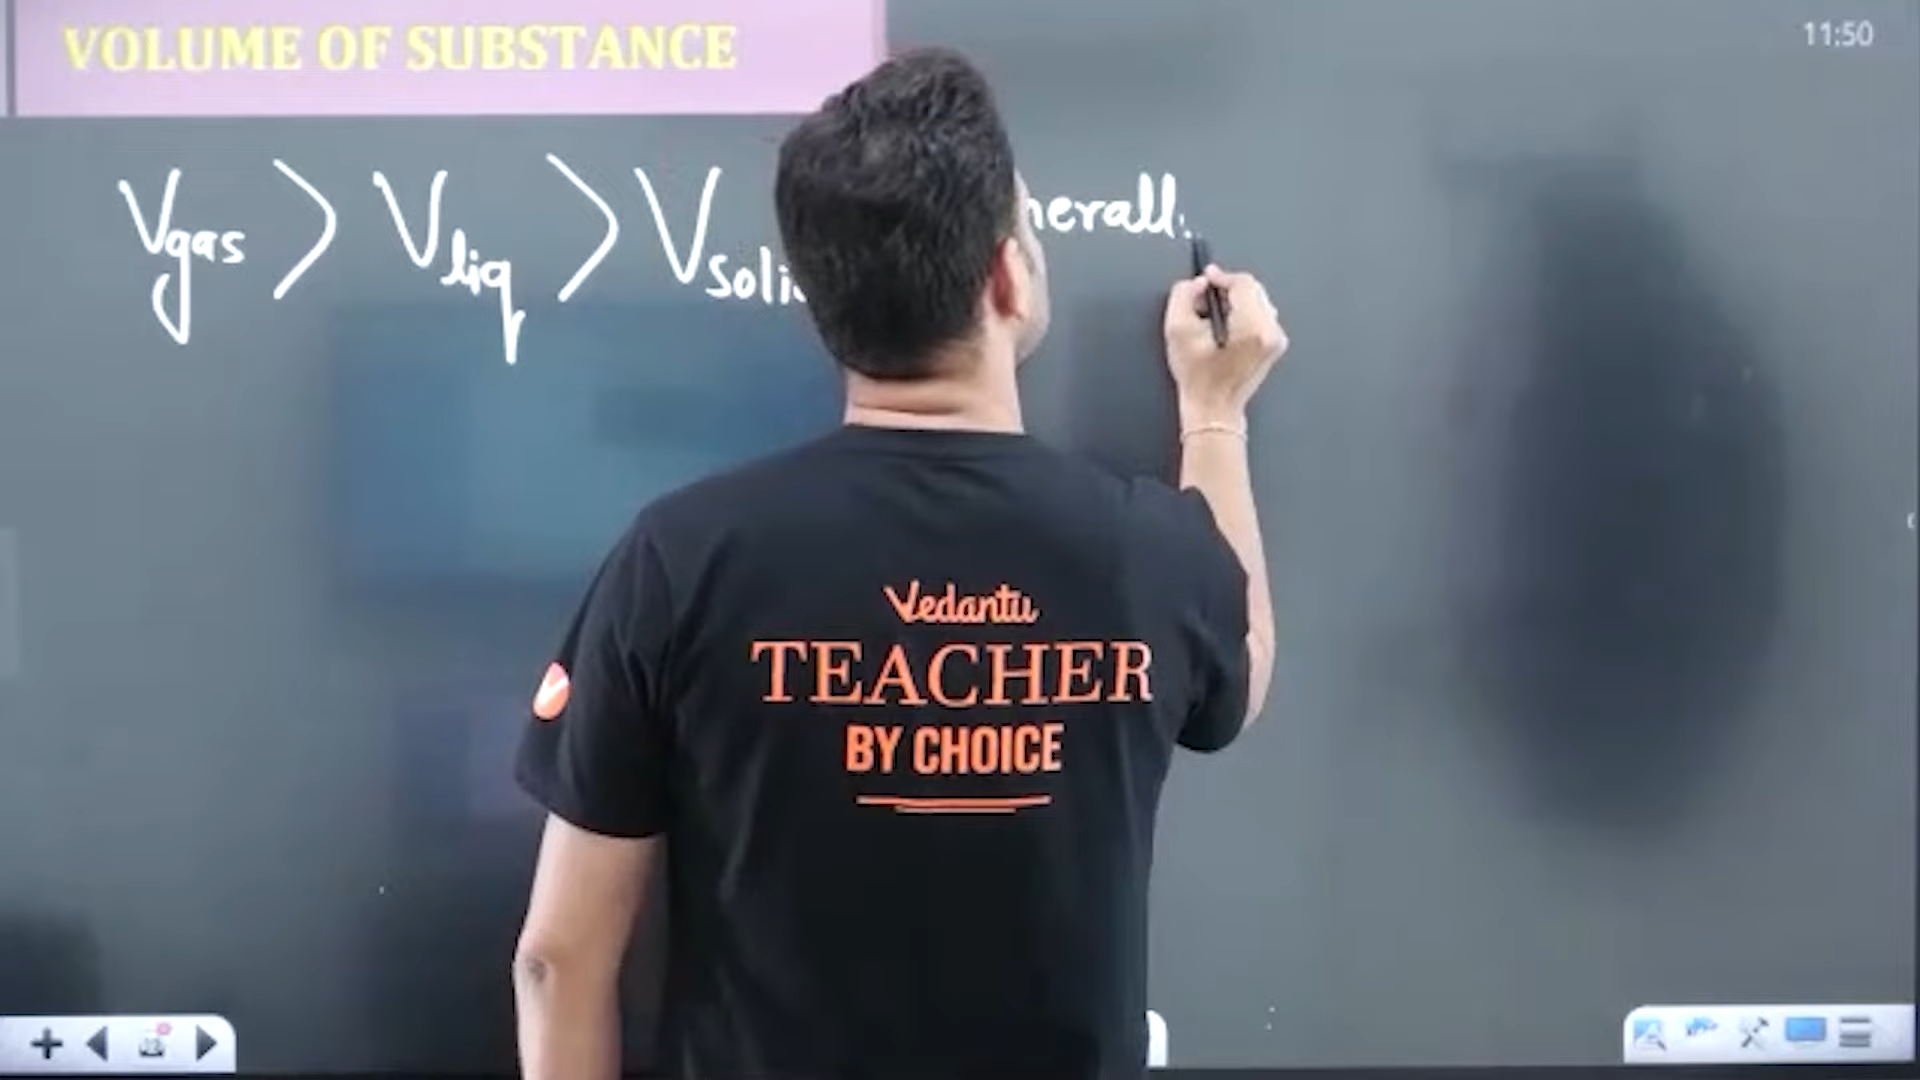 VOLUME OF SUBSTANCE
11:50
Vgas > Vliq > Vsoli
nerall
Vedantu
TEACHER
BY CHOICE